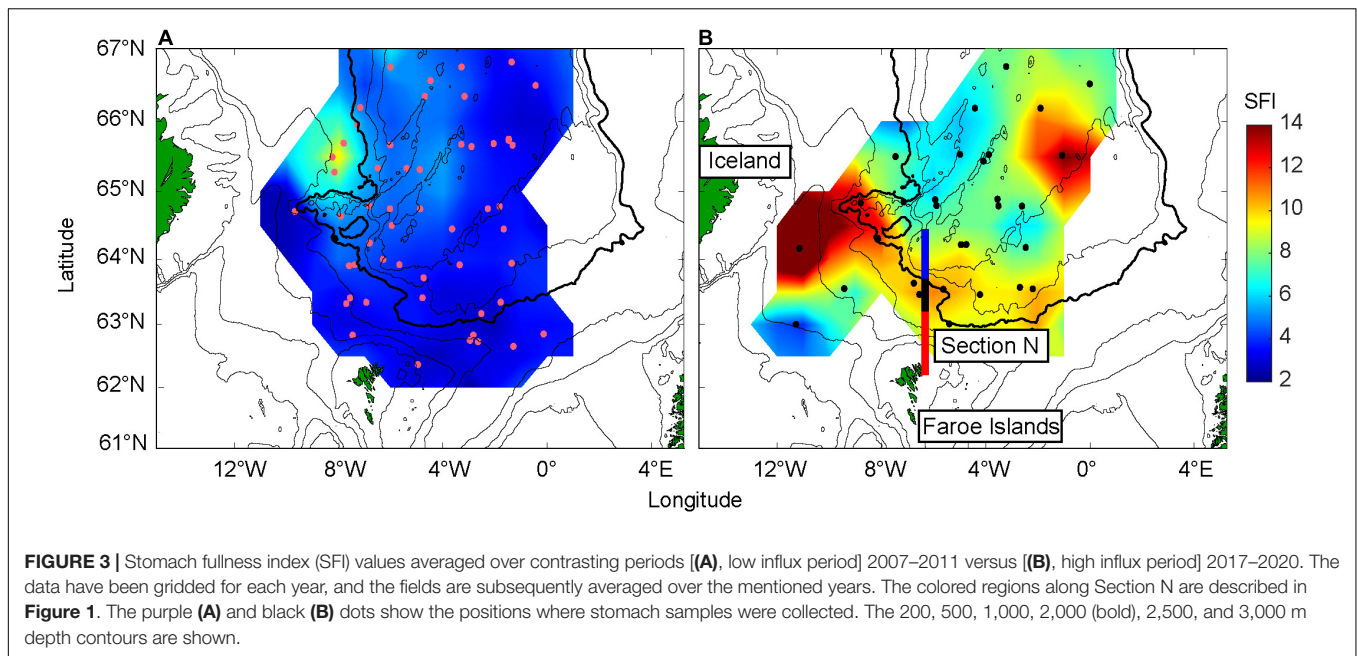 A
B
67°N
66°N
65°N
64°N
63°N
62°N
61°N
Latitude
12°W
8°W
4°W
0°
4°E
12°W
8°W
4°W
0°
4°E
Longitude
Iceland
Section N
Faroe Islands
SFI
14
12
10
8
6
4
2
FIGURE 3 | Stomach fullness index (SFI) values averaged over contrasting periods [(A), low influx period] 2007–2011 versus [(B), high influx period] 2017–2020. The
data have been gridded for each year, and the fields are subsequently averaged over the mentioned years. The colored regions along Section N are described in
Figure 1. The purple (A) and black (B) dots show the positions where stomach samples were collected. The 200, 500, 1,000, 2,000 (bold), 2,500, and 3,000 m
depth contours are shown.